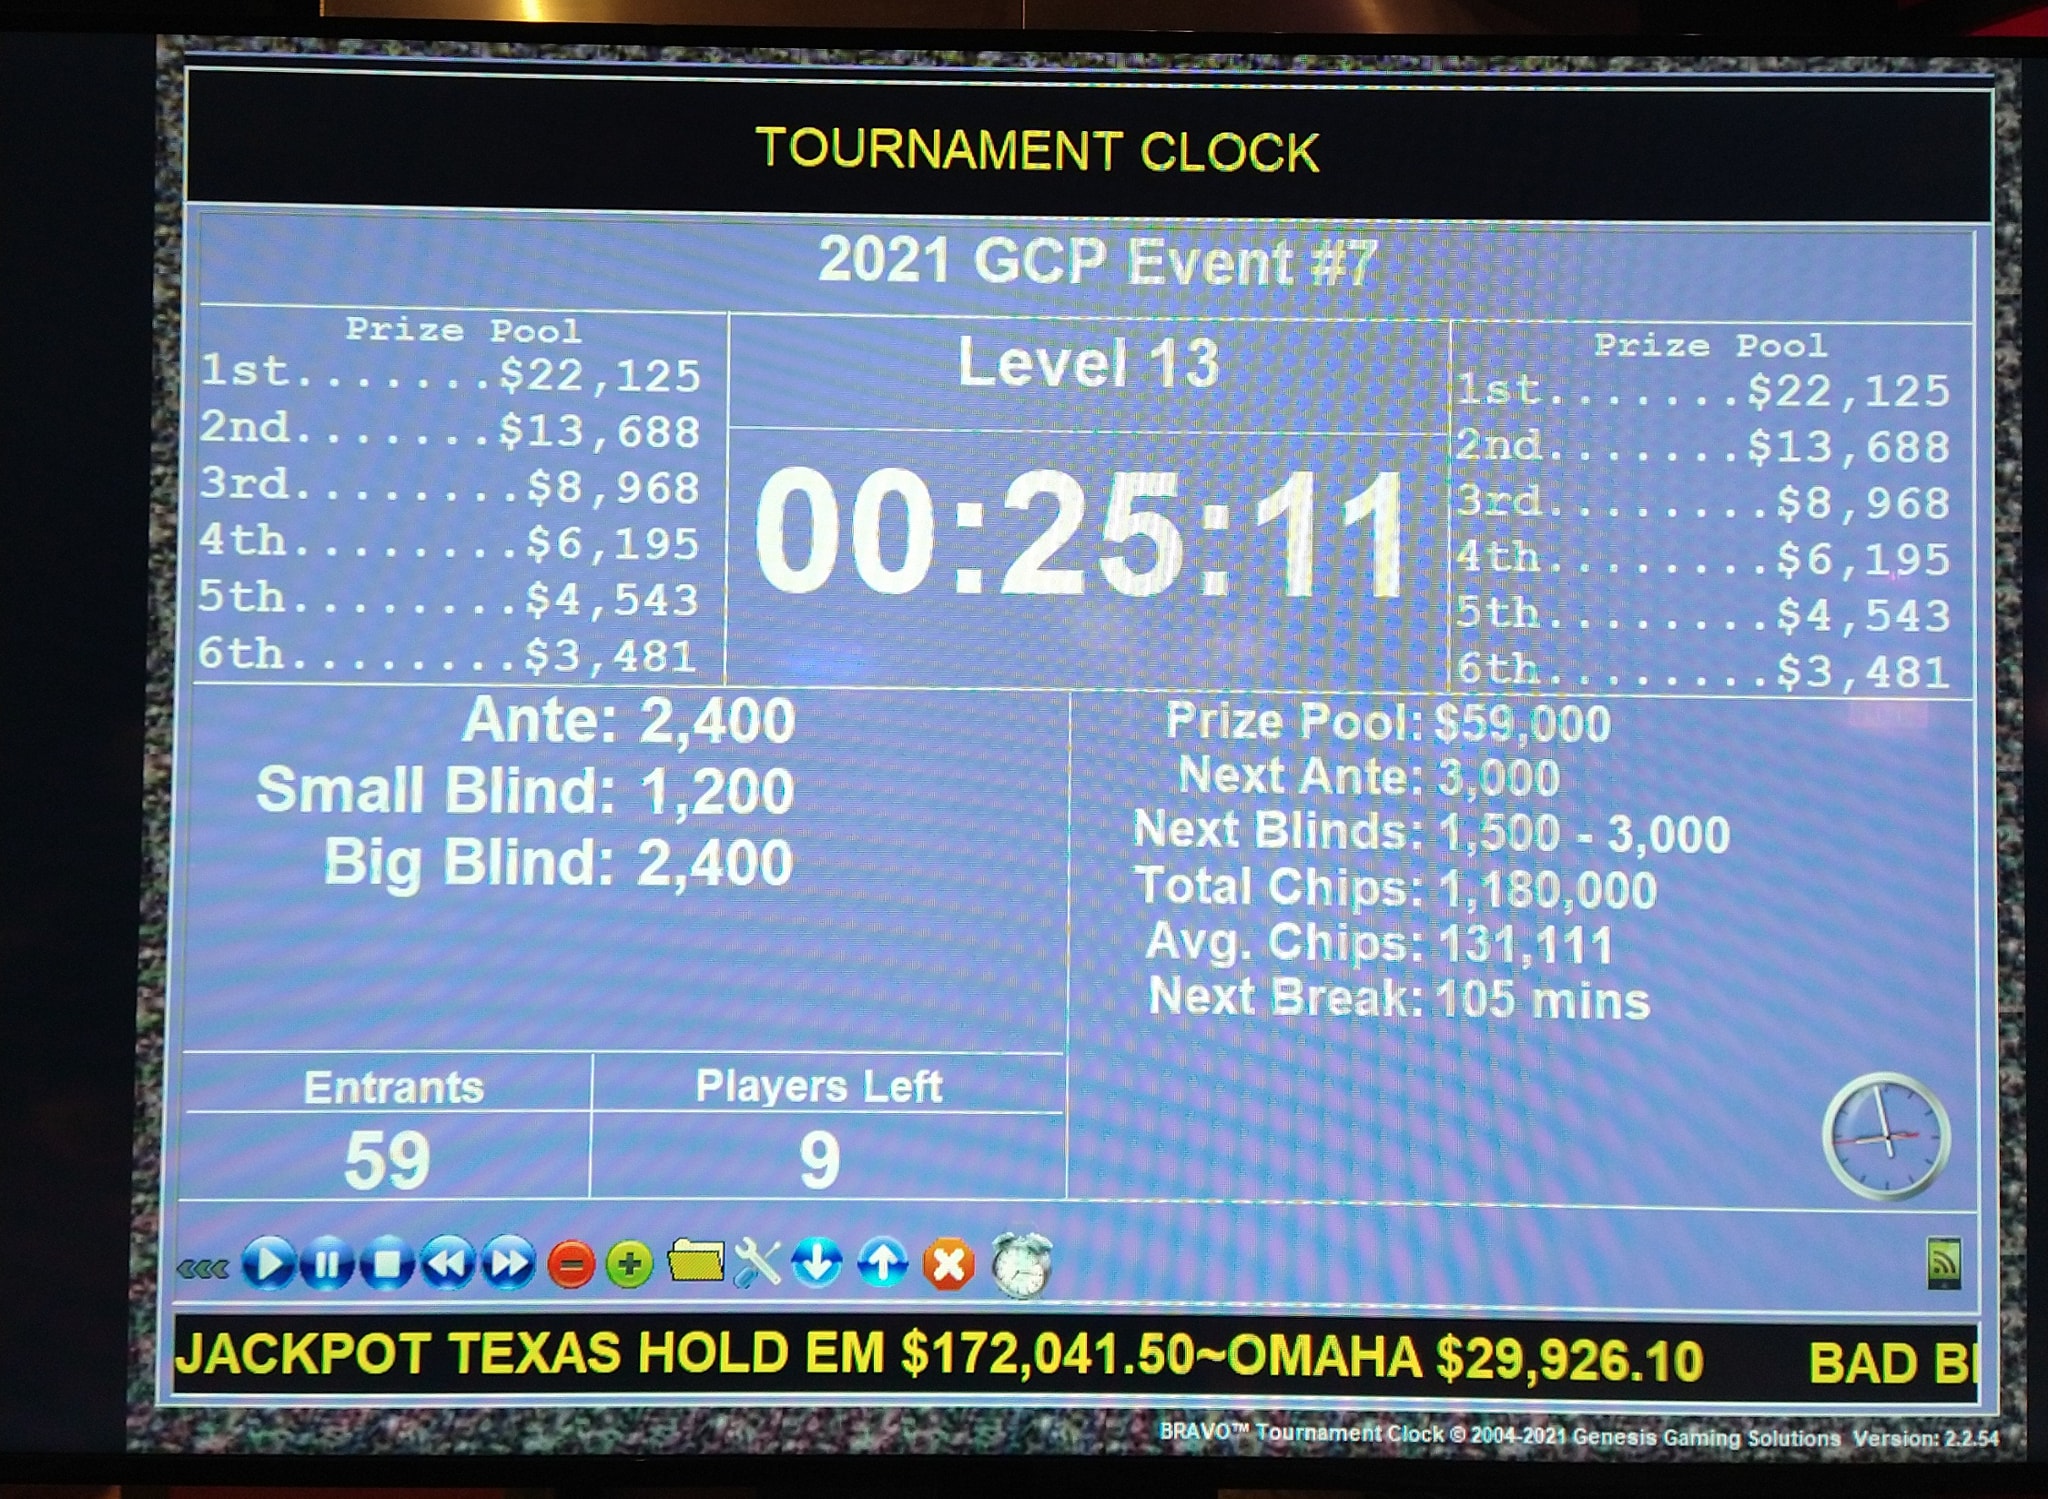 TOURNAMENT CLOCK
2021 GCP Event #7
Prize Pool
1st.......$22,125
2nd.......$13,688
3rd........$8,968
4th........$6,195
5th........$4,543
6th........$3,481
Level 13
00:25:11
Prize Pool
1st.......$22,125
2nd.......$13,688
3rd........$8,968
4th........$6,195
5th........$4,543
6th........$3,481
Ante: 2,400
Small Blind: 1,200
Big Blind: 2,400
Prize Pool: $59,000
Next Ante: 3,000
Next Blinds: 1,500 - 3,000
Total Chips: 1,180,000
Avg. Chips: 131,111
Next Break: 105 mins
Entrants
59
Players Left
9
JACKPOT TEXAS HOLD EM $172,041.50~OMAHA $29,926.10 BAD
BRAVO™ Tournament Clock © 2004-2021 Genesis Gaming Solutions Version: 2.2.54